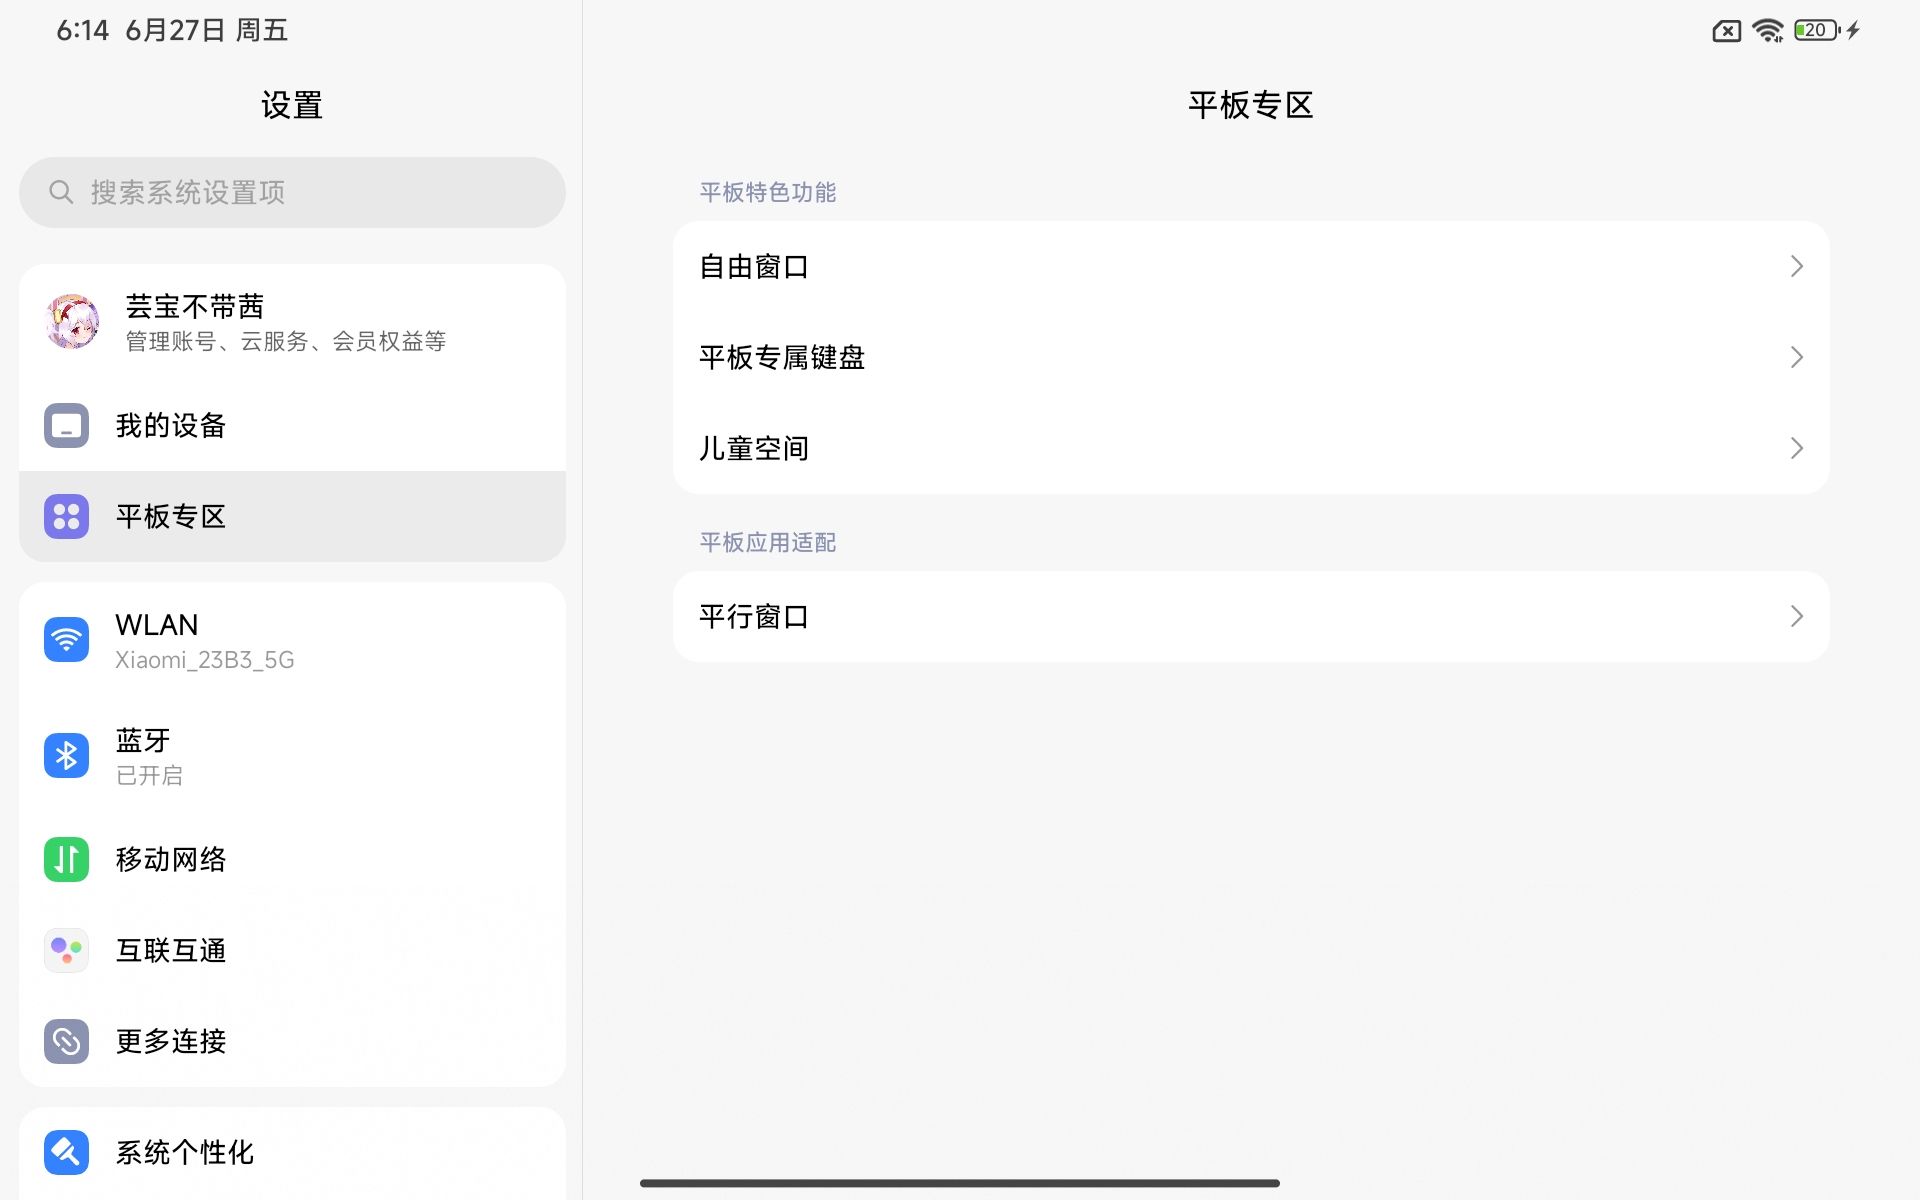 6:14 6月27日 周五
20
设置
搜索系统设置项
芸宝不带茜
管理账号、云服务、会员权益等
我的设备
平板专区
WLAN
Xiaomi_23B3_5G
蓝牙
已开启
移动网络
互联互通
更多连接
系统个性化
平板专区
平板特色功能
自由窗口
平板专属键盘
儿童空间
平板应用适配
平行窗口